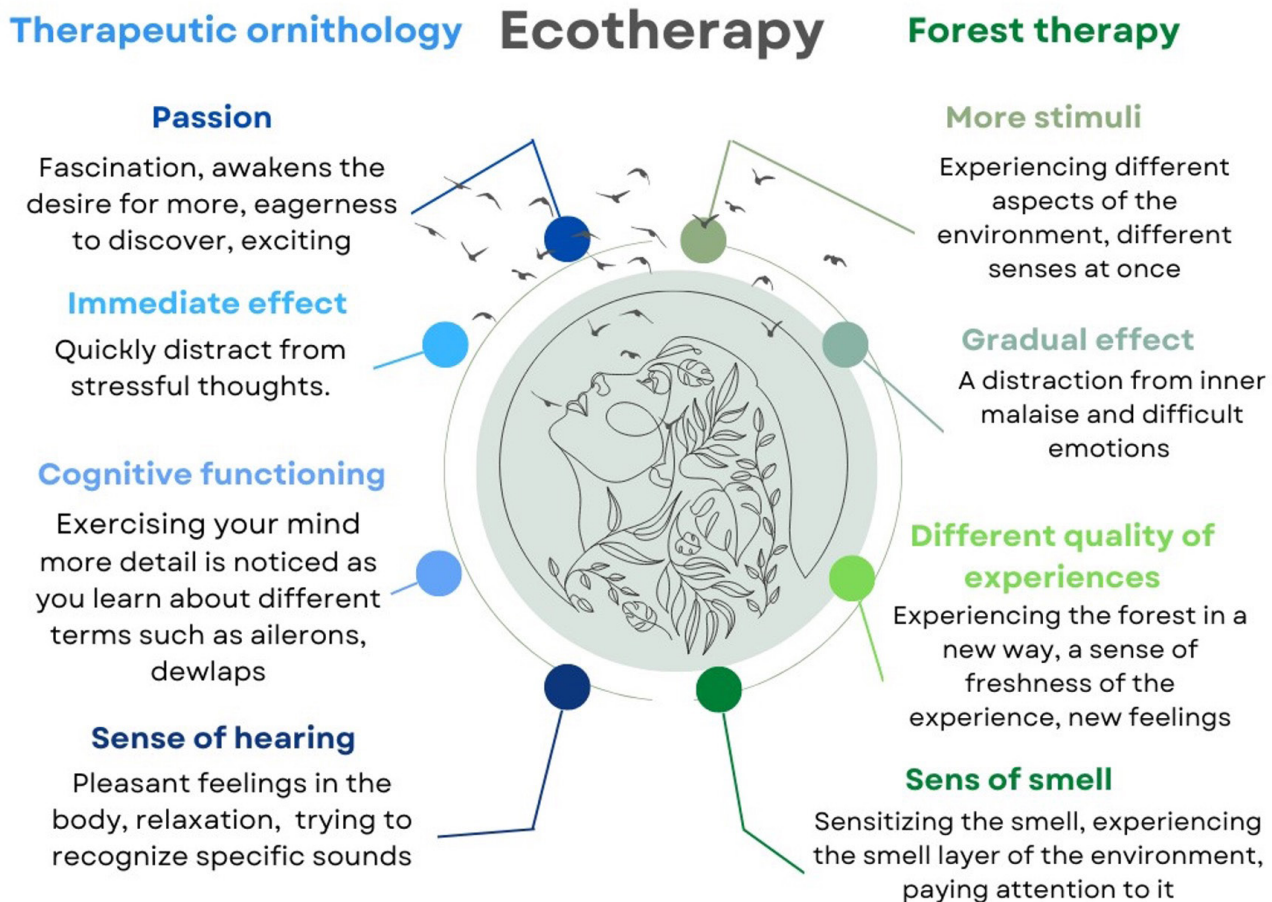 Therapeutic ornithology
Ecotherapy
Forest therapy
Passion
Fascination, awakens the
desire for more, eagerness
to discover, exciting
Immediate effect
Quickly distract from
stressful thoughts.
Cognitive functioning
Exercising your mind
more detail is noticed as
you learn about different
terms such as ailerons,
dewlaps
Sense of hearing
Pleasant feelings in the
body, relaxation, trying to
recognize specific sounds
More stimuli
Experiencing different
aspects of the
environment, different
senses at once
Gradual effect
A distraction from inner
malaise and difficult
emotions
Different quality of
experiences
Experiencing the forest in a
new way, a sense of
freshness of the
experience, new feelings
Sens of smell
Sensitizing the smell, experiencing
the smell layer of the environment,
paying attention to it